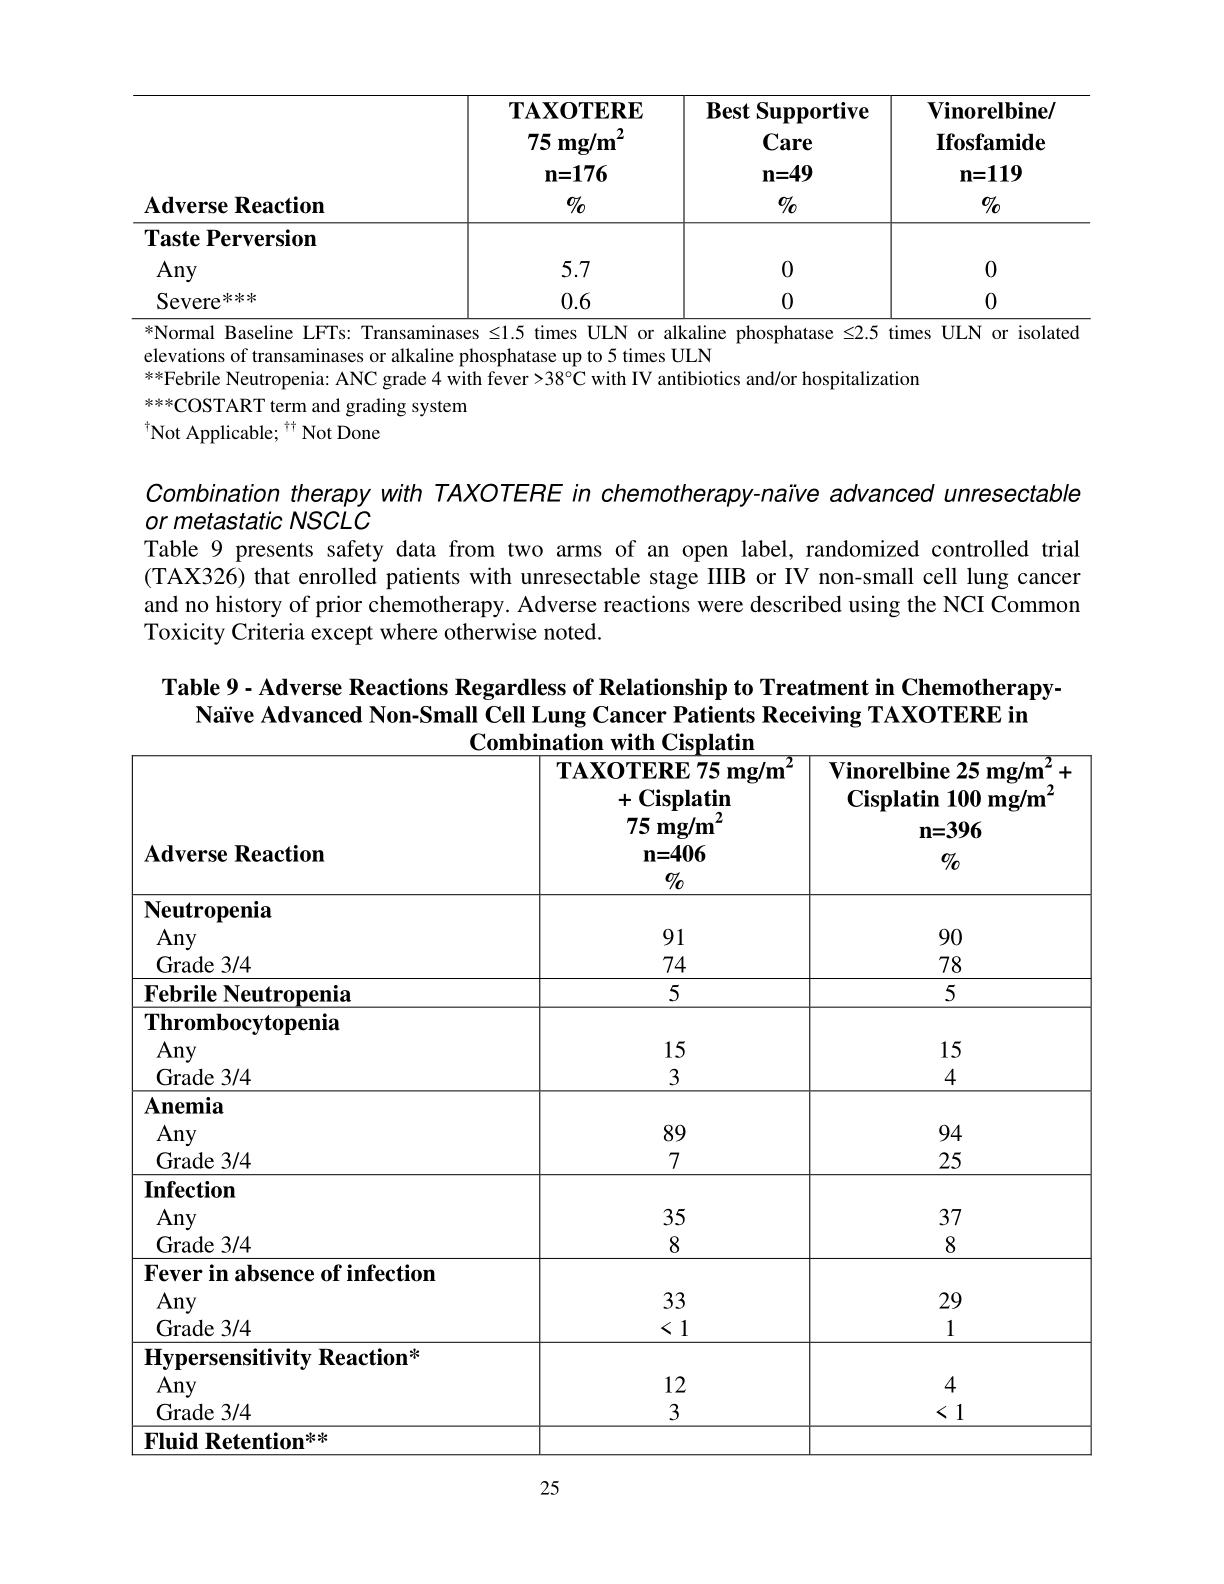 TAXOTERE Best Supportive Vinorelbine/
75 mg/m2 Care Ifosfamide
n=176 n=49 n=119
Adverse Reaction % % %
Taste Perversion
Any 5.7 0 0
Severe*** 0.6 0 0
*Normal Baseline LFTs: Transaminases ≤1.5 times ULN or alkaline phosphatase ≤2.5 times ULN or isolated
elevations of transaminases or alkaline phosphatase up to 5 times ULN
**Febrile Neutropenia: ANC grade 4 with fever >38°C with IV antibiotics and/or hospitalization
***COSTART term and grading system
†Not Applicable; †† Not Done
Combination therapy with TAXOTERE in chemotherapy-naïve advanced unresectable
or metastatic NSCLC
Table 9 presents safety data from two arms of an open label, randomized controlled trial
(TAX326) that enrolled patients with unresectable stage IIIB or IV non-small cell lung cancer
and no history of prior chemotherapy. Adverse reactions were described using the NCI Common
Toxicity Criteria except where otherwise noted.
Table 9 - Adverse Reactions Regardless of Relationship to Treatment in Chemotherapy-
Naïve Advanced Non-Small Cell Lung Cancer Patients Receiving TAXOTERE in
Combination with Cisplatin
TAXOTERE 75 mg/m2 Vinorelbine 25 mg/m2 +
+ Cisplatin Cisplatin 100 mg/m2
75 mg/m2 n=396
Adverse Reaction n=406 %
%
Neutropenia
Any 91 90
Grade 3/4 74 78
Febrile Neutropenia 5 5
Thrombocytopenia
Any 15 15
Grade 3/4 3 4
Anemia
Any 89 94
Grade 3/4 7 25
Infection
Any 35 37
Grade 3/4 8 8
Fever in absence of infection
Any 33 29
Grade 3/4 < 1 1
Hypersensitivity Reaction*
Any 12 4
Grade 3/4 3 < 1
Fluid Retention**
25